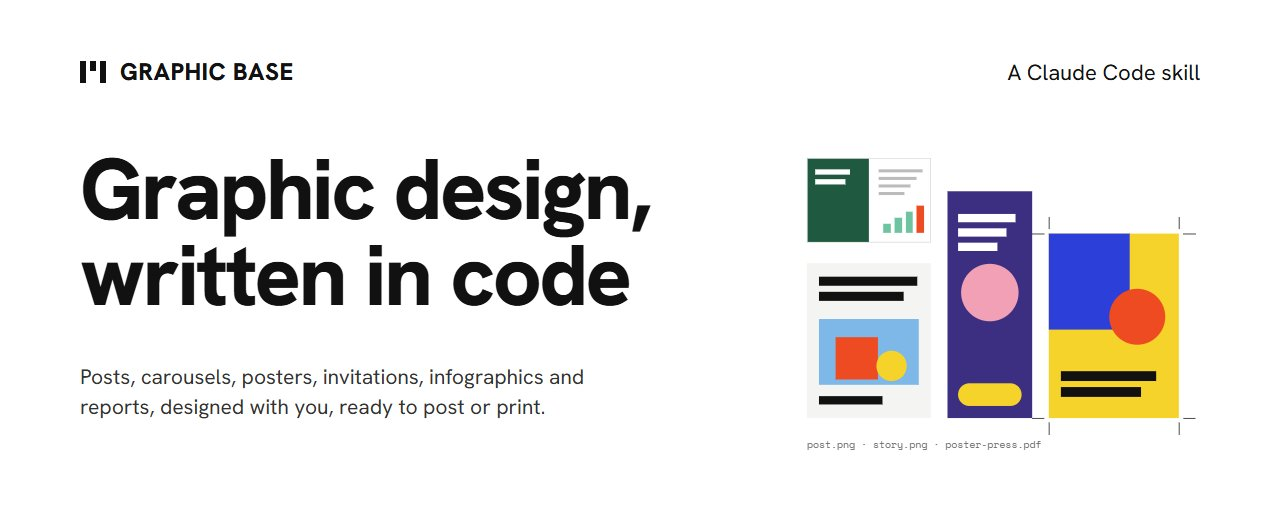 GRAPHIC BASE
A Claude Code skill
Graphic design,
written in code
Posts, carousels, posters, invitations, infographics and
reports, designed with you, ready to post or print.
post.png · story.png · poster-press.pdf